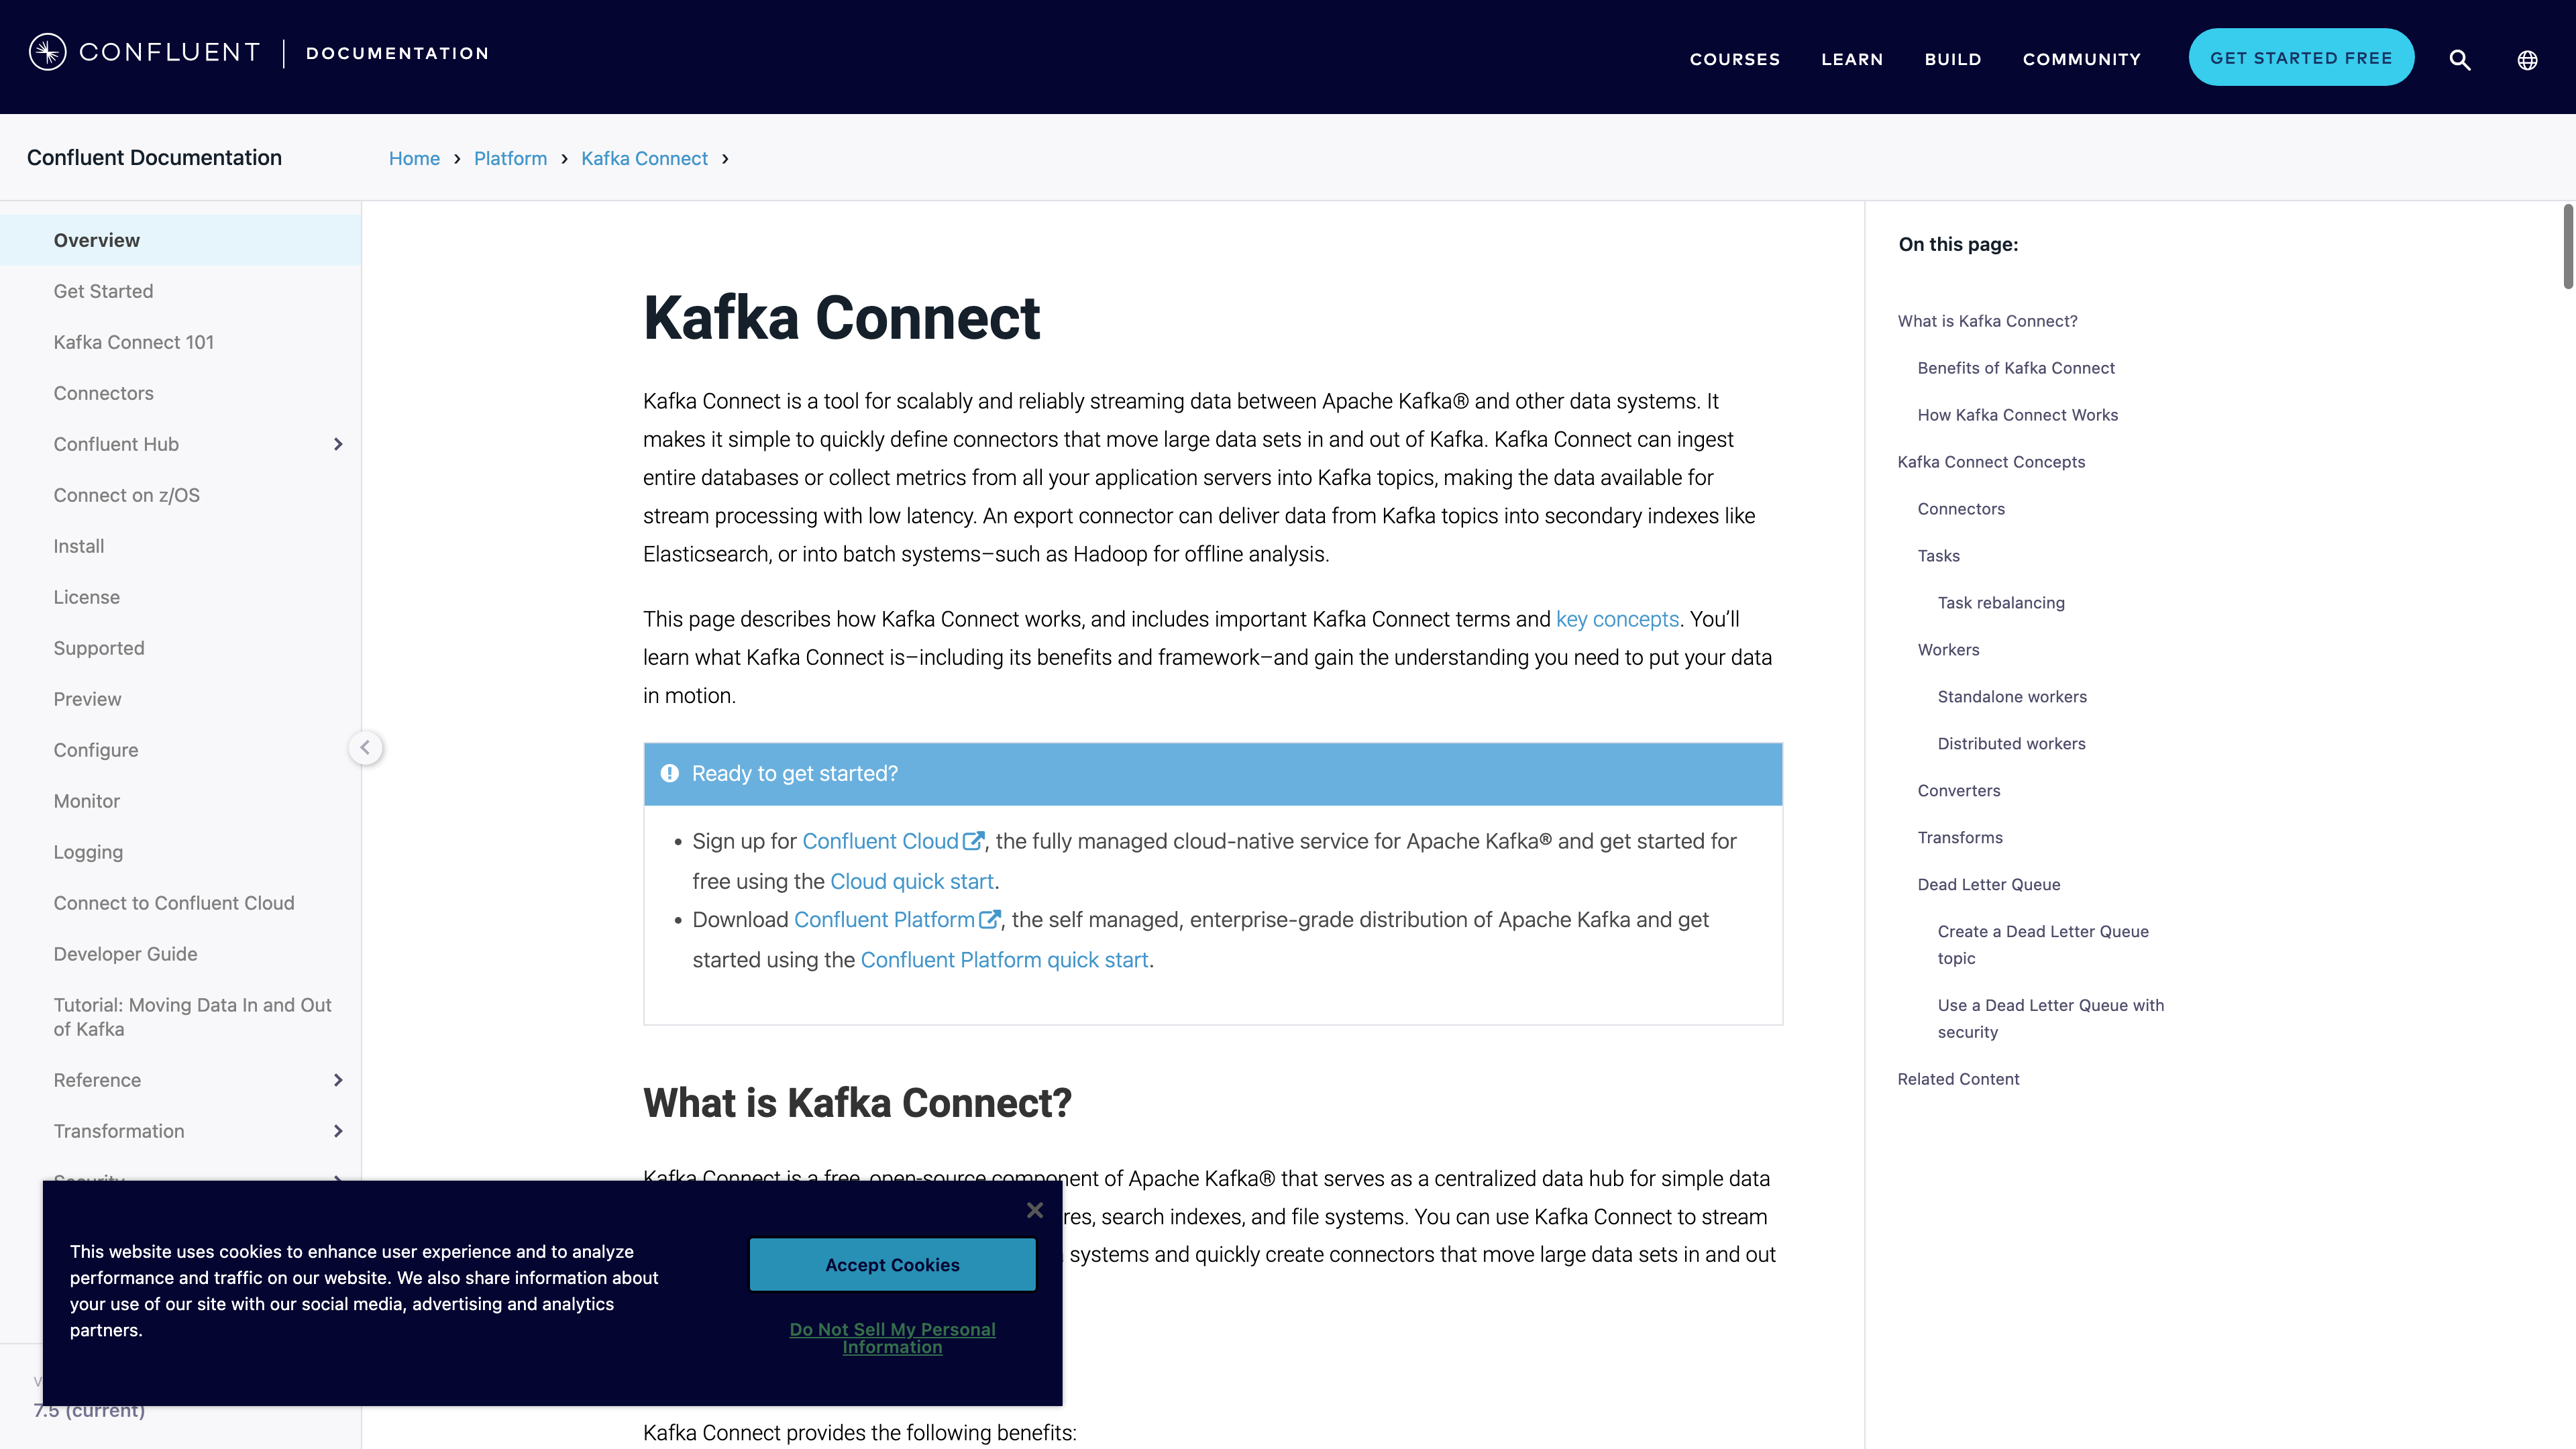 CONFLUENT
DOCUMENTATION
COURSES
LEARN
BUILD
COMMUNITY
GET STARTED FREE
Confluent Documentation
Home › Platform › Kafka Connect ›
Overview
Get Started
Kafka Connect 101
Connectors
Confluent Hub
Connect on z/OS
Install
License
Supported
Preview
Configure
Monitor
Logging
Connect to Confluent Cloud
Developer Guide
Tutorial: Moving Data In and Out
of Kafka
Reference
Transformation
Security
7.5 (current)
Kafka Connect
Kafka Connect is a tool for scalably and reliably streaming data between Apache Kafka® and other data systems. It
makes it simple to quickly define connectors that move large data sets in and out of Kafka. Kafka Connect can ingest
entire databases or collect metrics from all your application servers into Kafka topics, making the data available for
stream processing with low latency. An export connector can deliver data from Kafka topics into secondary indexes like
Elasticsearch, or into batch systems–such as Hadoop for offline analysis.
This page describes how Kafka Connect works, and includes important Kafka Connect terms and key concepts. You’ll
learn what Kafka Connect is–including its benefits and framework–and gain the understanding you need to put your data
in motion.
Ready to get started?
• Sign up for Confluent Cloud, the fully managed cloud-native service for Apache Kafka® and get started for
free using the Cloud quick start.
• Download Confluent Platform, the self managed, enterprise-grade distribution of Apache Kafka and get
started using the Confluent Platform quick start.
What is Kafka Connect?
Kafka Connect is a free, open-source component of Apache Kafka® that serves as a centralized data hub for simple data
res, search indexes, and file systems. You can use Kafka Connect to stream
systems and quickly create connectors that move large data sets in and out
Kafka Connect provides the following benefits:
This website uses cookies to enhance user experience and to analyze
performance and traffic on our website. We also share information about
your use of our site with our social media, advertising and analytics
partners.
Accept Cookies
Do Not Sell My Personal
Information
On this page:
What is Kafka Connect?
Benefits of Kafka Connect
How Kafka Connect Works
Kafka Connect Concepts
Connectors
Tasks
Task rebalancing
Workers
Standalone workers
Distributed workers
Converters
Transforms
Dead Letter Queue
Create a Dead Letter Queue
topic
Use a Dead Letter Queue with
security
Related Content